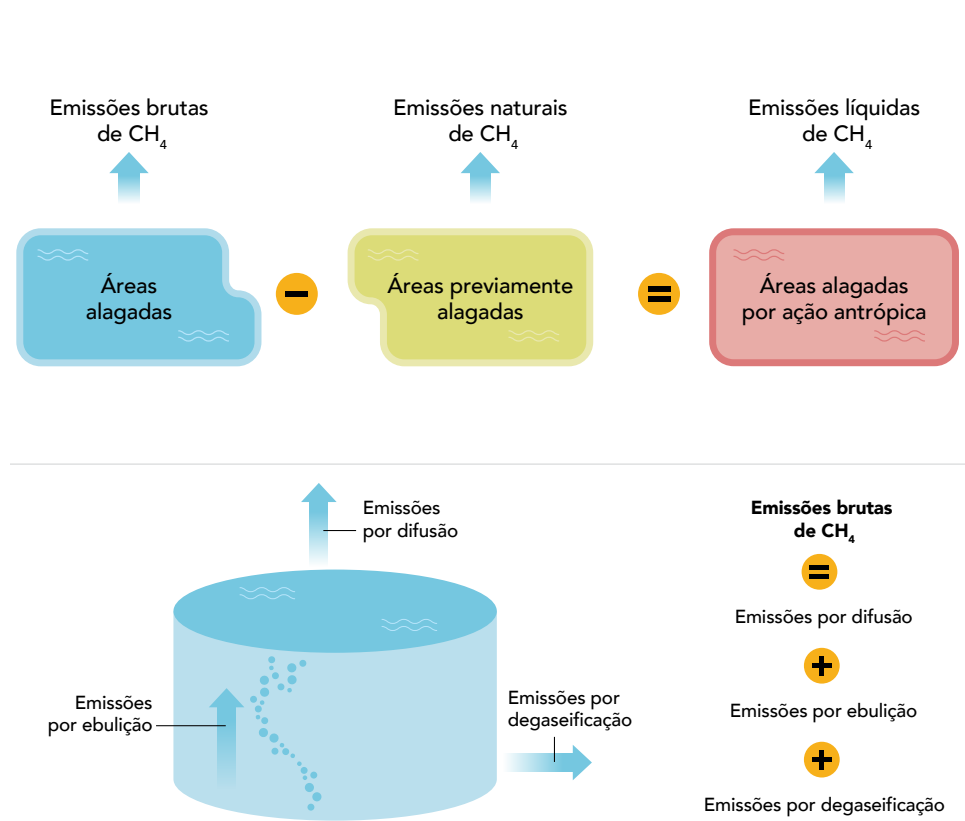 Emissões brutas
de CH₄
Emissões naturais
de CH₄
Emissões líquidas
de CH₄
Áreas
alagadas
−
Áreas previamente
alagadas
=
Áreas alagadas
por ação antrópica
Emissões
por difusão
Emissões
por ebulição
Emissões por
degaseificação
Emissões brutas
de CH₄
=
Emissões por difusão
+
Emissões por ebulição
+
Emissões por degaseificação